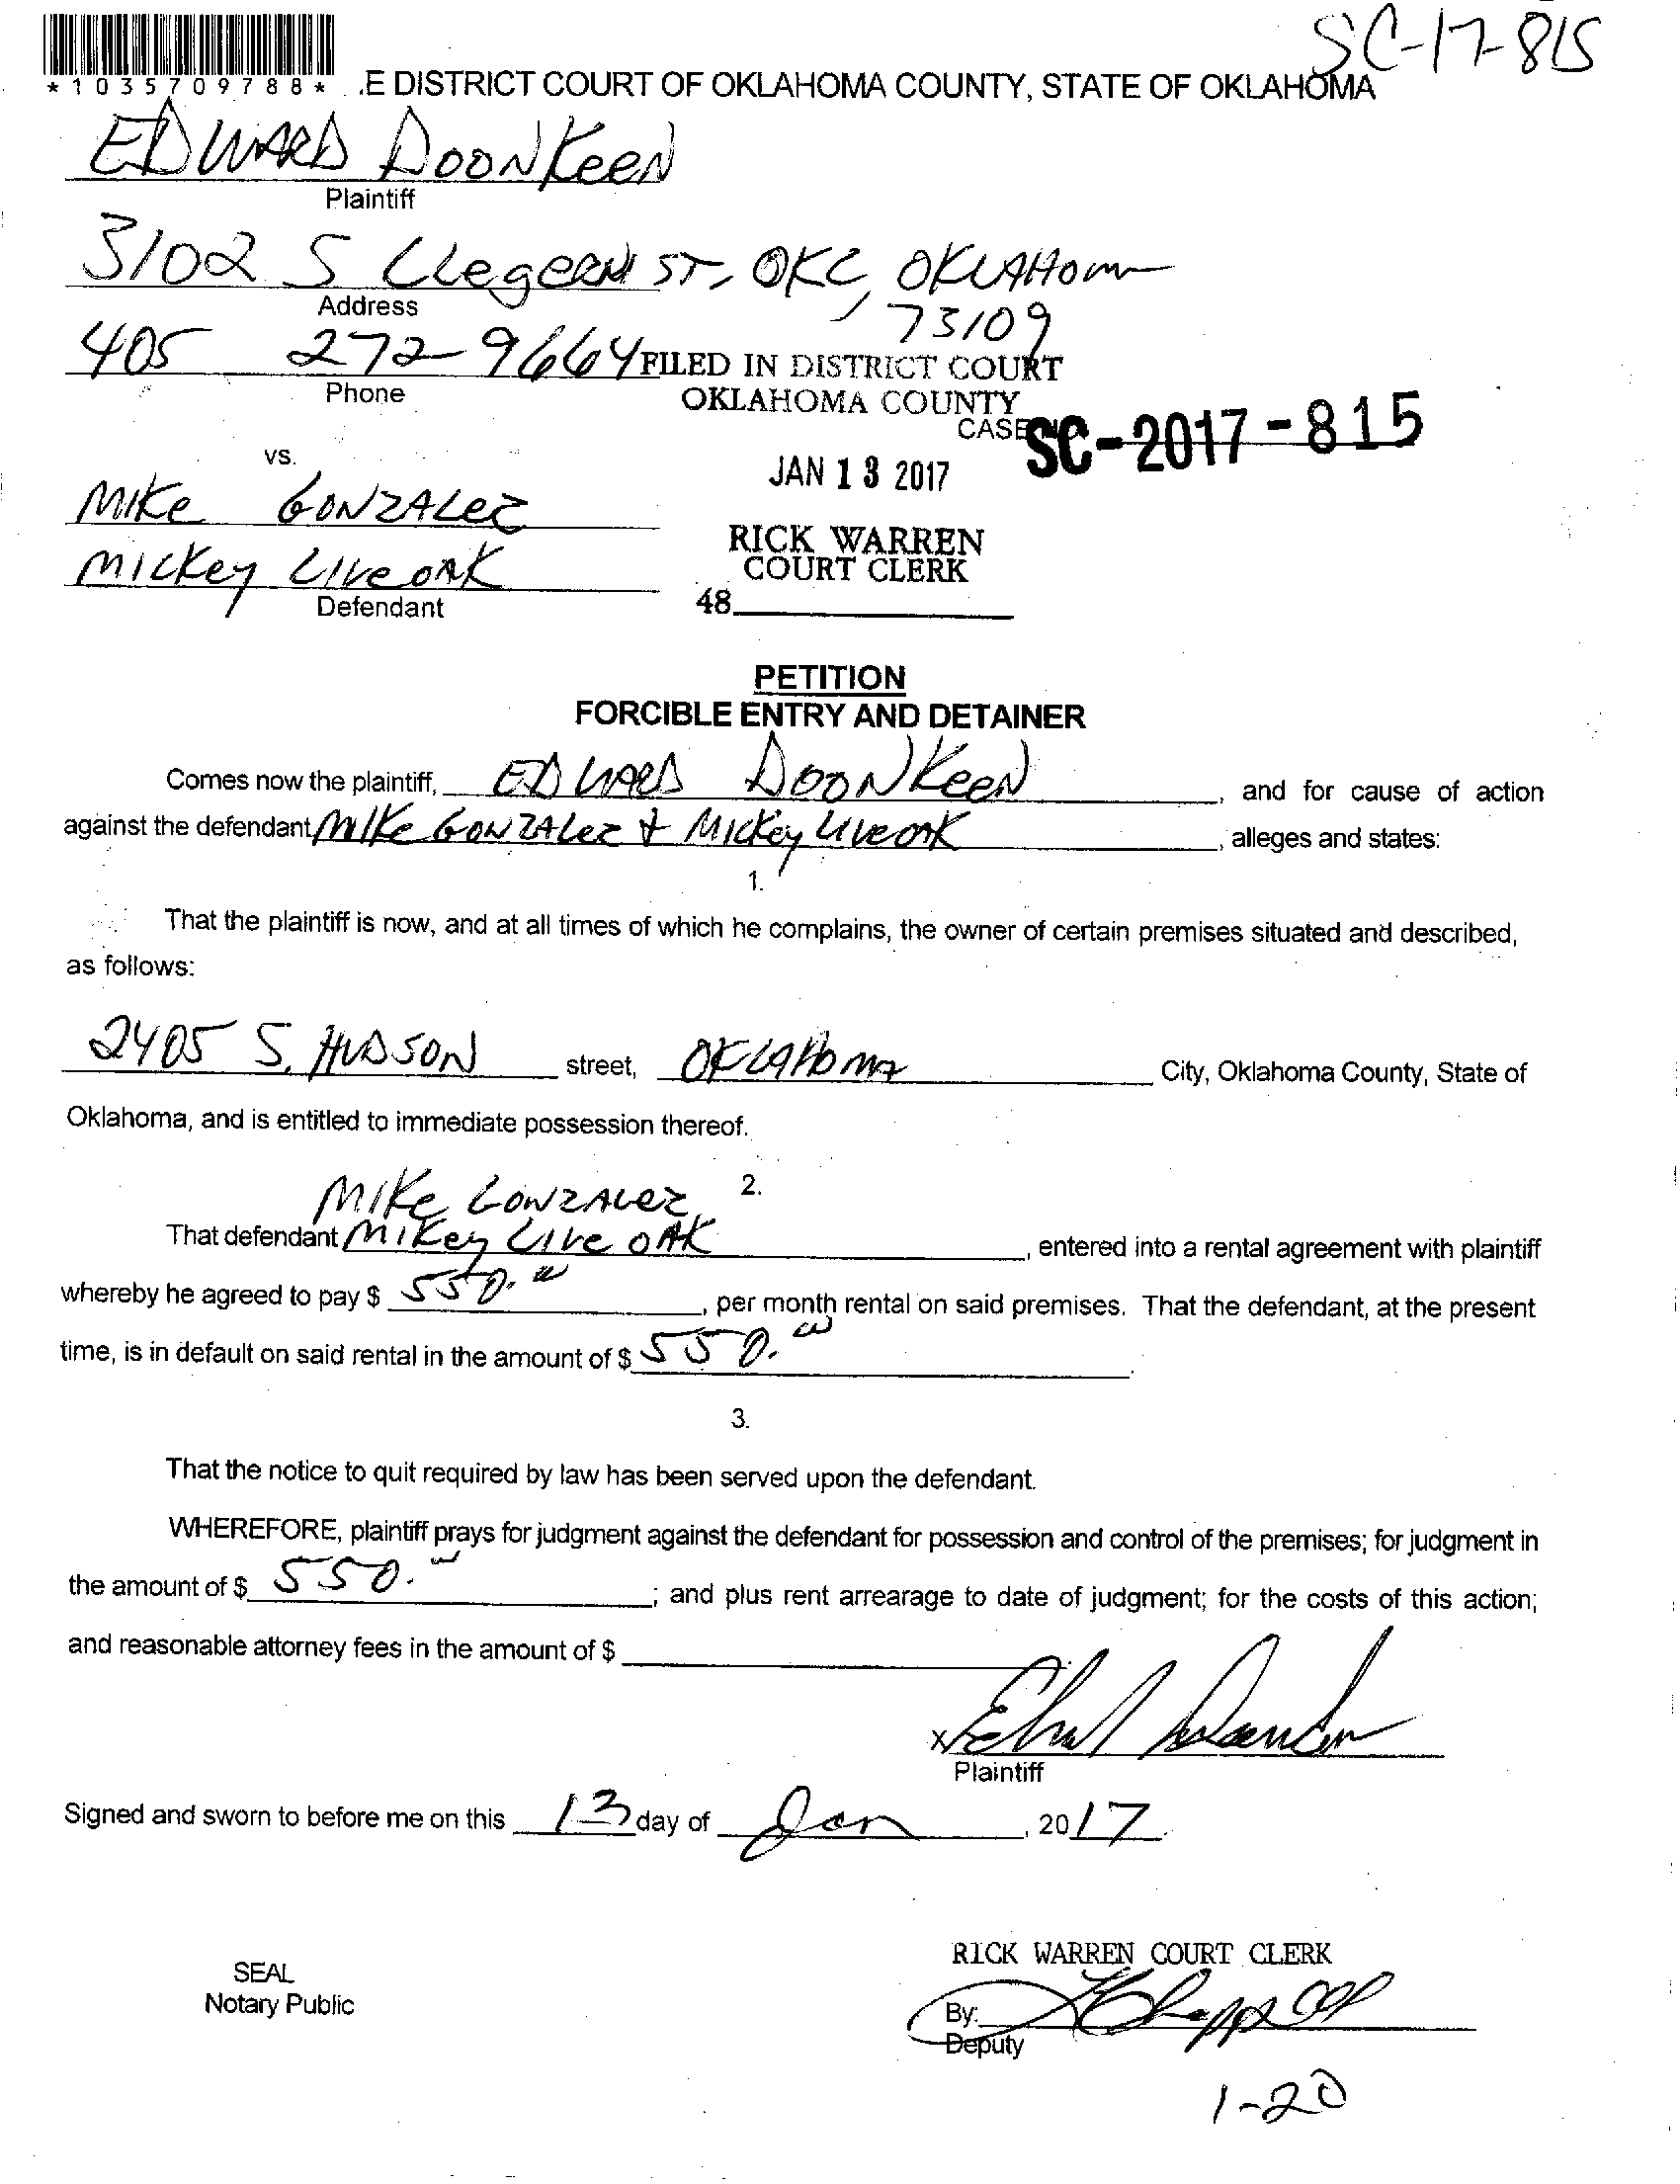 SC-17-815
*1035709788* .E DISTRICT COURT OF OKLAHOMA COUNTY, STATE OF OKLAHOMA
EDWARD DOONKEEN
Plaintiff
3102 S LLEGERN ST, OKC, OKLAHOMA
Address
73109
405 272-9664 FILED IN DISTRICT COURT
Phone
OKLAHOMA COUNTY
CASE SC-2017-815
vs.
JAN 13 2017
MIKE GONZALEZ
RICK WARREN
MICKEY LIVEOAK
COURT CLERK
Defendant
48
PETITION
FORCIBLE ENTRY AND DETAINER
Comes now the plaintiff, EDWARD DOONKEEN, and for cause of action
against the defendant MIKE GONZALEZ & MICKEY LIVEOAK, alleges and states:
1.
That the plaintiff is now, and at all times of which he complains, the owner of certain premises situated and described,
as follows:
2405 S. HUDSON street, OKLAHOMA City, Oklahoma County, State of
Oklahoma, and is entitled to immediate possession thereof.
2.
MIKE GONZALEZ
That defendant MIKEY LIVE OAK, entered into a rental agreement with plaintiff
whereby he agreed to pay $ 550.00, per month rental on said premises. That the defendant, at the present
time, is in default on said rental in the amount of $ 550.00.
3.
That the notice to quit required by law has been served upon the defendant.
WHEREFORE, plaintiff prays for judgment against the defendant for possession and control of the premises; for judgment in
the amount of $ 550.00; and plus rent arrearage to date of judgment; for the costs of this action;
and reasonable attorney fees in the amount of $
X
Plaintiff
Signed and sworn to before me on this 13 day of Jan, 2017.
RICK WARREN COURT CLERK
SEAL
Notary Public
By:
Deputy
1-20